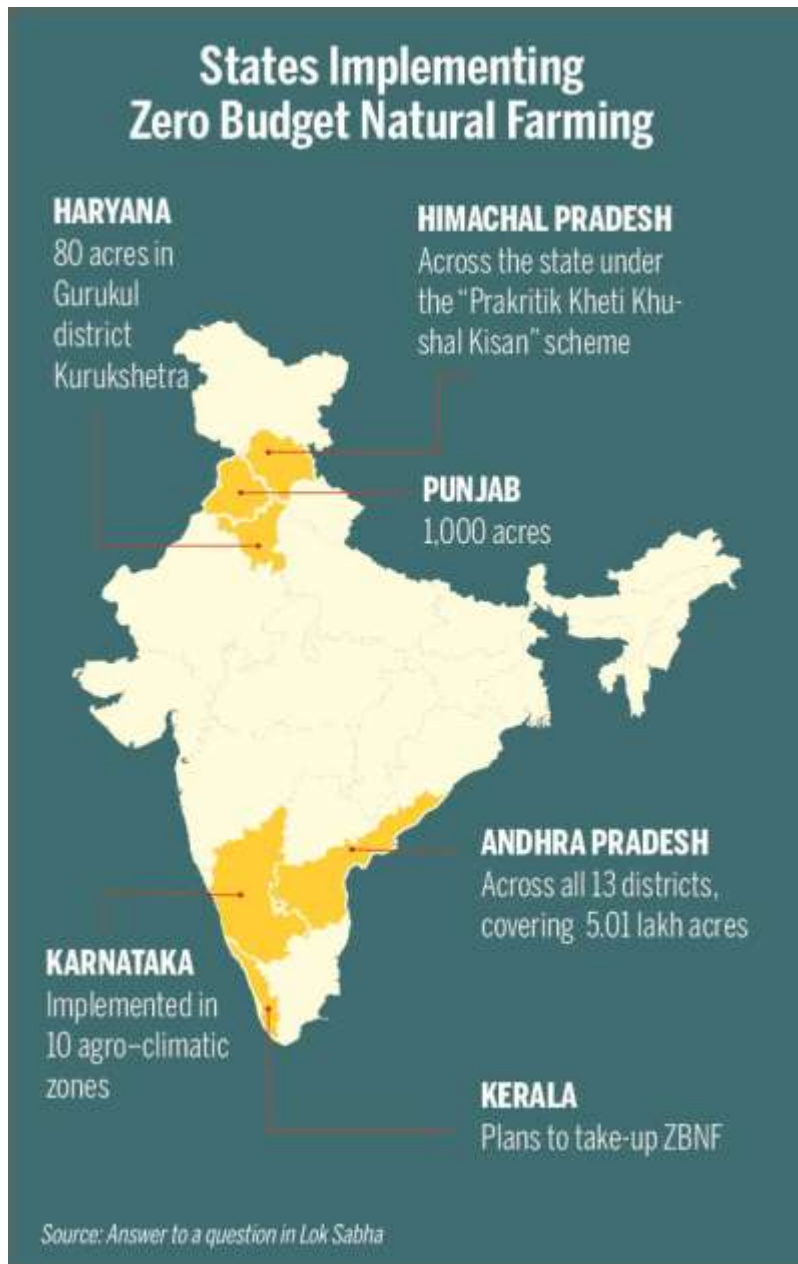 States Implementing
Zero Budget Natural Farming
HARYANA
80 acres in
Gurukul
district
Kurukshetra
HIMACHAL PRADESH
Across the state under
the “Prakritik Kheti Khu-
shal Kisan” scheme
PUNJAB
1,000 acres
ANDHRA PRADESH
Across all 13 districts,
covering 5.01 lakh acres
KARNATAKA
Implemented in
10 agro-climatic
zones
KERALA
Plans to take-up ZBNF
Source: Answer to a question in Lok Sabha